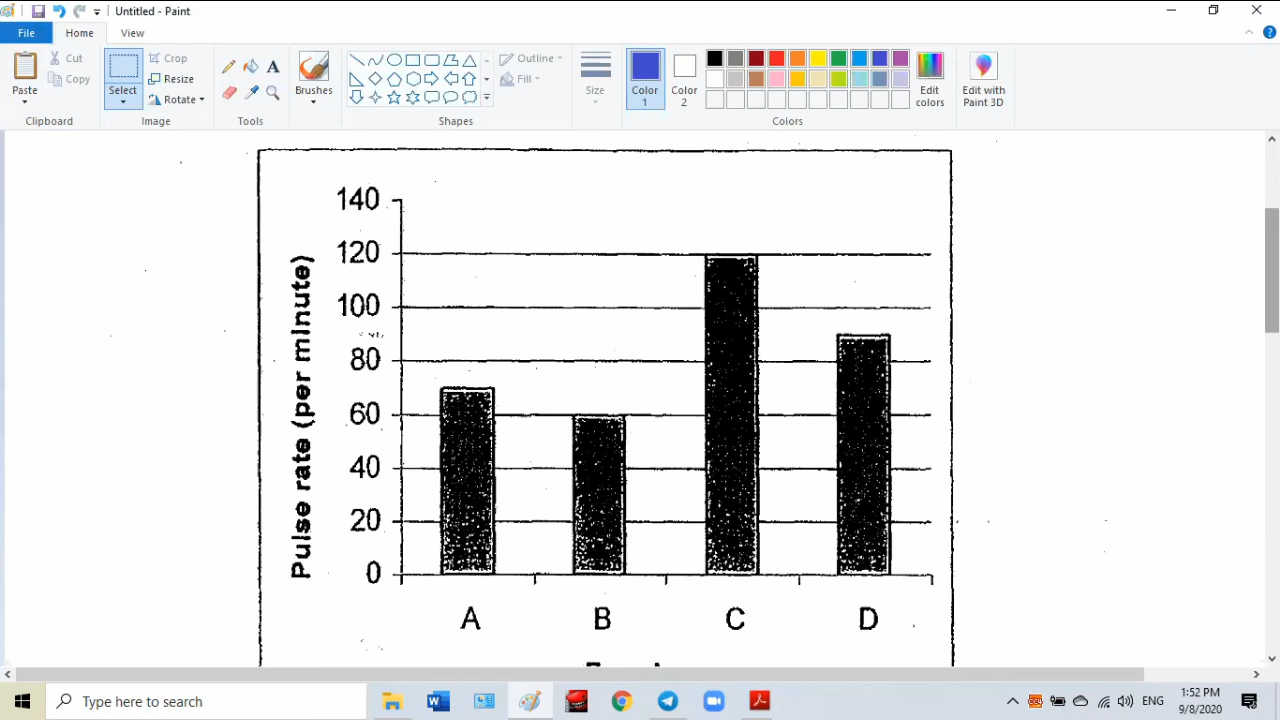 Untitled - Paint
File Home View
Paste
Cut
Copy
Clipboard
Select
Crop
Resize
Rotate
Image
Tools
Brushes
Shapes
Outline
Fill
Size
Color 1
Color 2
Colors
Edit colors
Edit with Paint 3D
Pulse rate (per minute)
140
120
100
80
60
40
20
0
A B C D
Type here to search
ENG
1:52 PM
9/8/2020